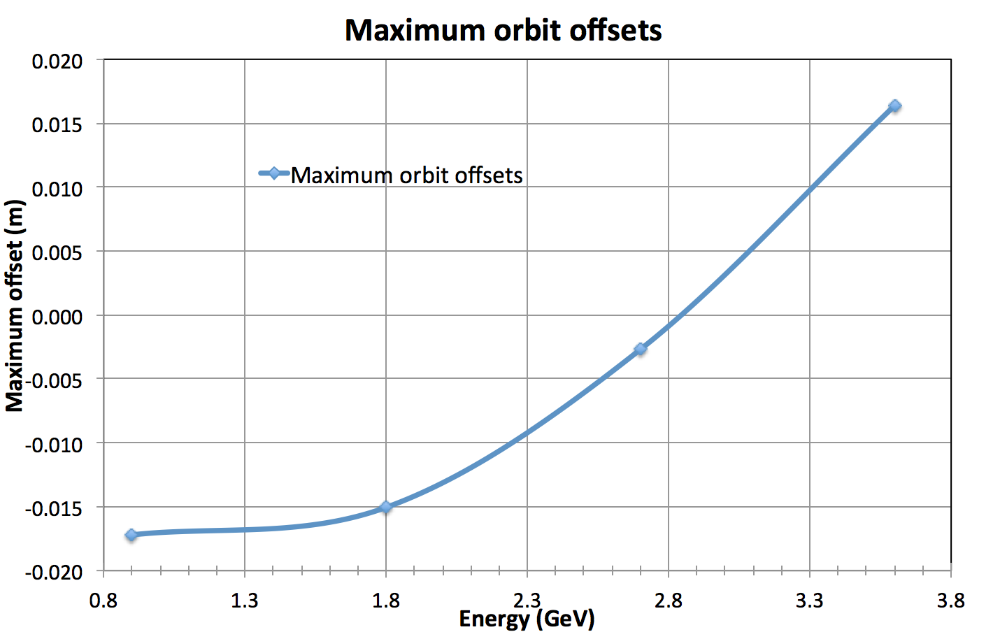 Maximum orbit offsets
0.020
0.015
0.010
0.005
0.000
-0.005
-0.010
-0.015
-0.020
Maximum offset (m)
Maximum orbit offsets
0.8 1.3 1.8 2.3 2.8 3.3 3.8
Energy (GeV)